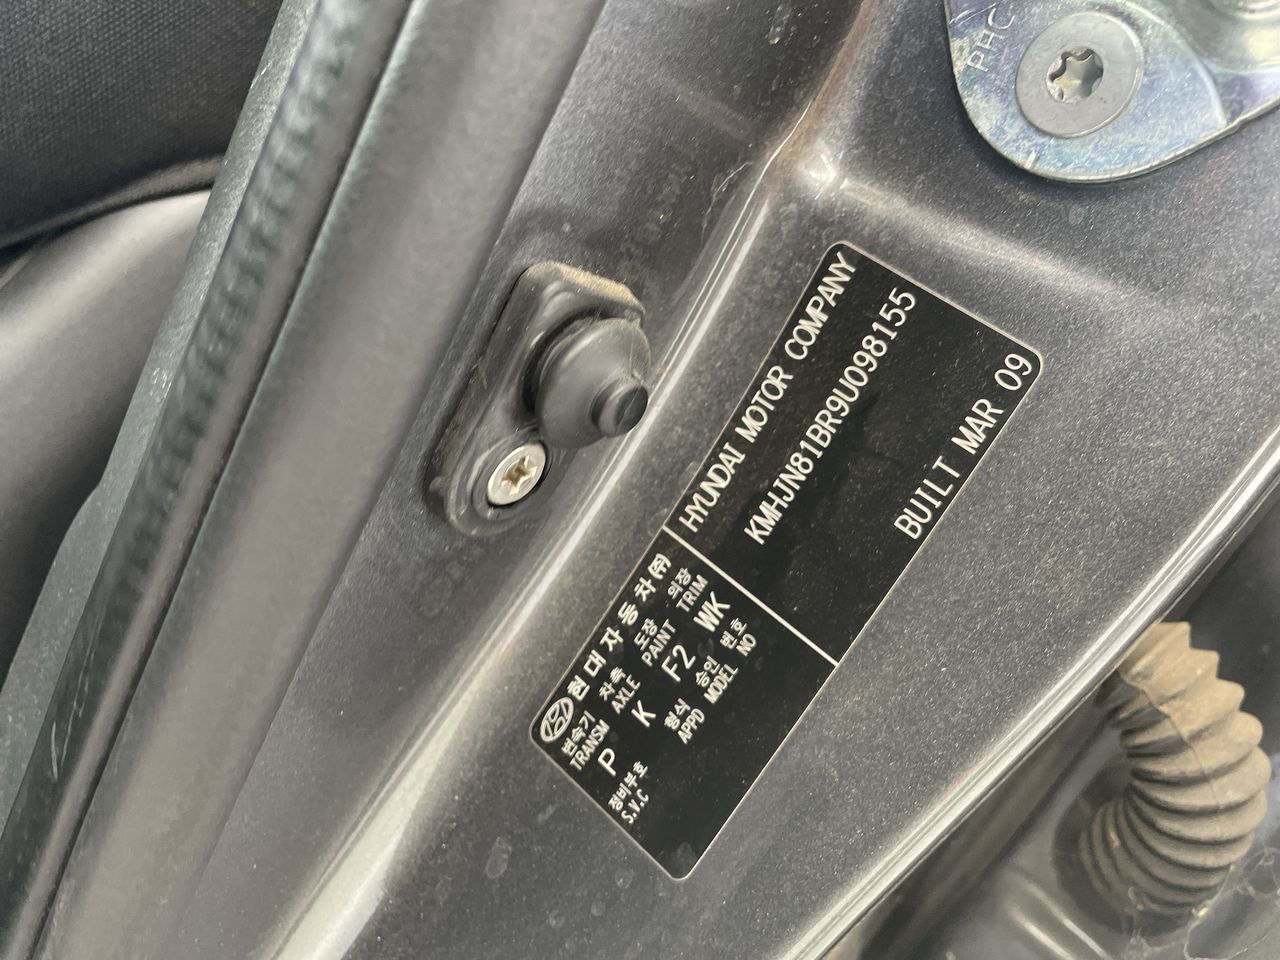 PHC
현대자동차(주)
HYUNDAI MOTOR COMPANY
변속기 차축 도장 의장
TRANSM AXLE PAINT TRIM
KMHJN81BR9U098155
P K F2 WK
정비부호 형식 승인 번호
S.V.C APPD MODEL NO
BUILT MAR 09